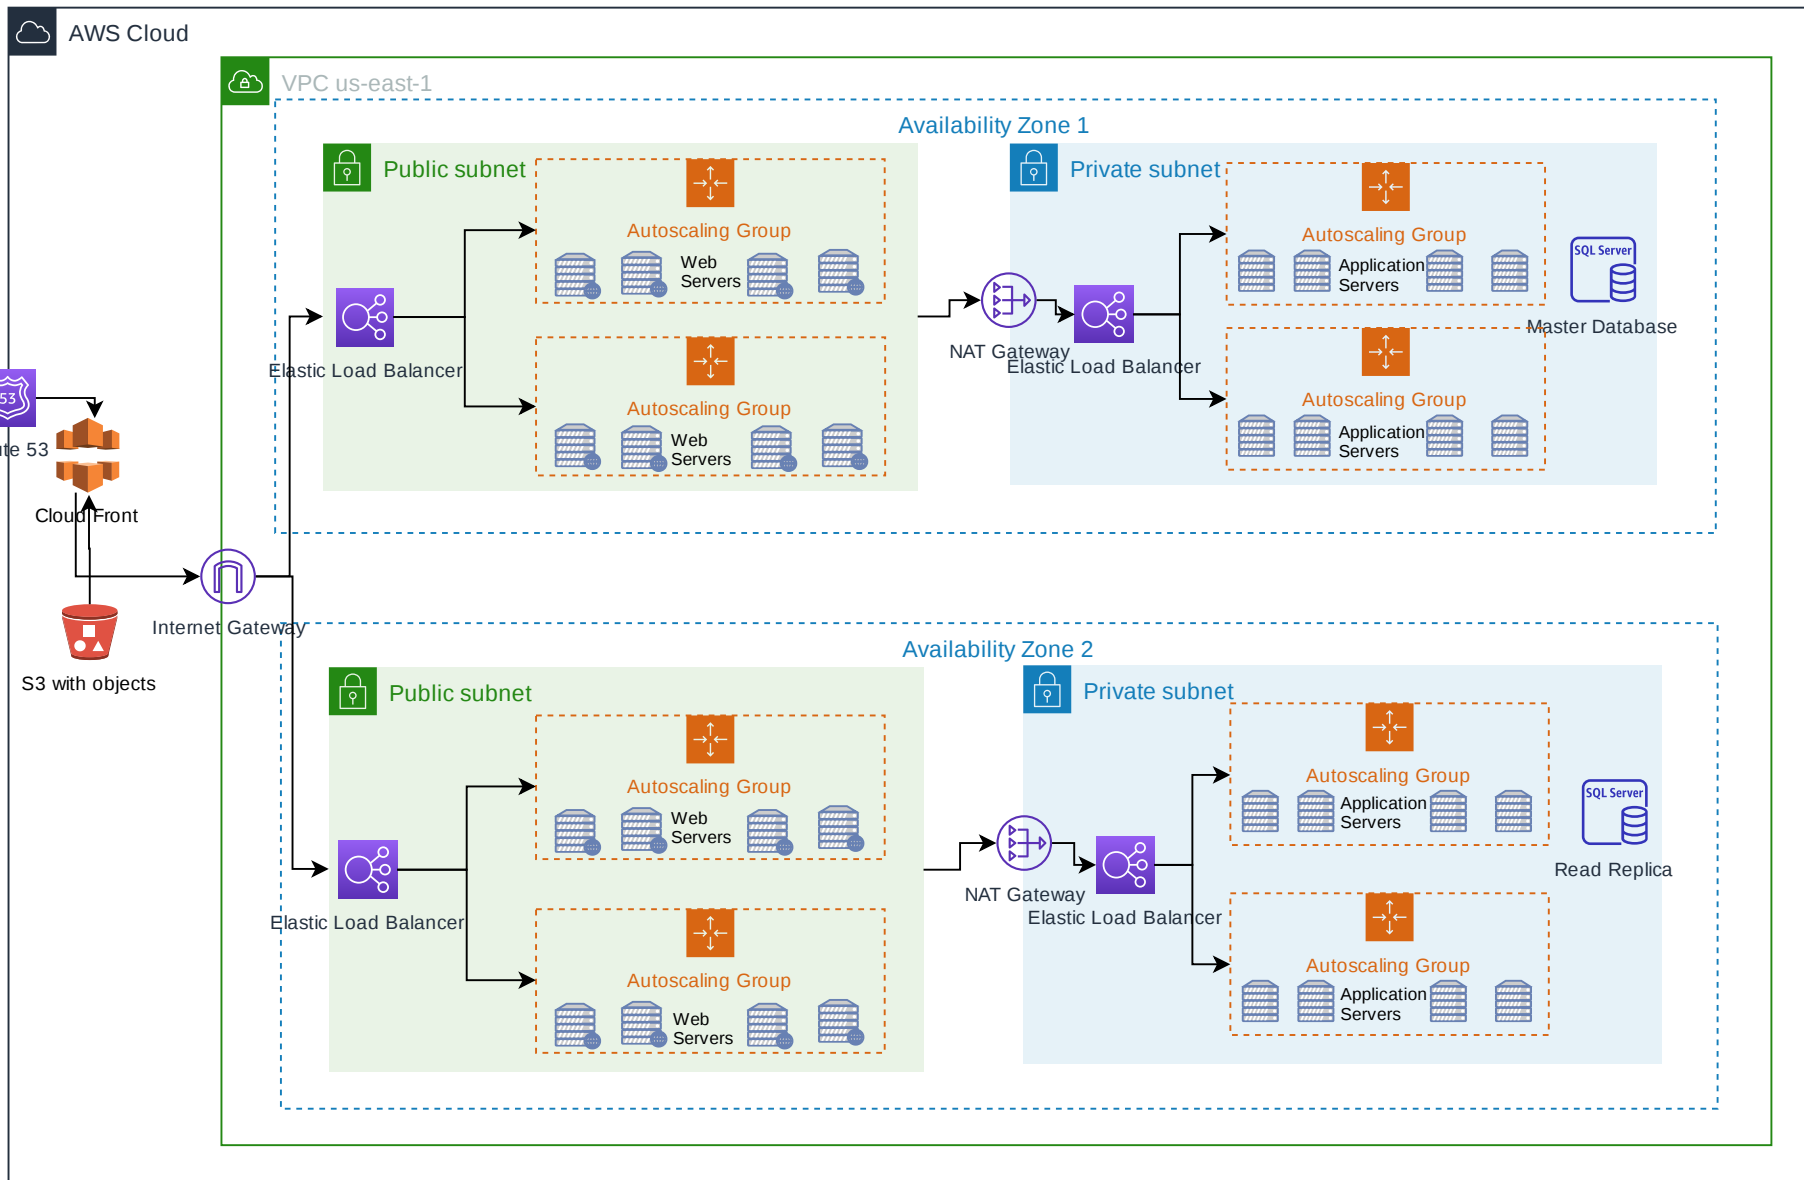 AWS Cloud
VPC us-east-1
Availability Zone 1
Public subnet
Autoscaling Group
Web
Servers
Elastic Load Balancer
Autoscaling Group
Web
Servers
Private subnet
Autoscaling Group
Application
Servers
SQL Server
Master Database
NAT Gateway
Elastic Load Balancer
Autoscaling Group
Application
Servers
53
ute 53
Cloud Front
Internet Gateway
S3 with objects
Availability Zone 2
Public subnet
Autoscaling Group
Web
Servers
Elastic Load Balancer
Autoscaling Group
Web
Servers
Private subnet
Autoscaling Group
Application
Servers
SQL Server
Read Replica
NAT Gateway
Elastic Load Balancer
Autoscaling Group
Application
Servers